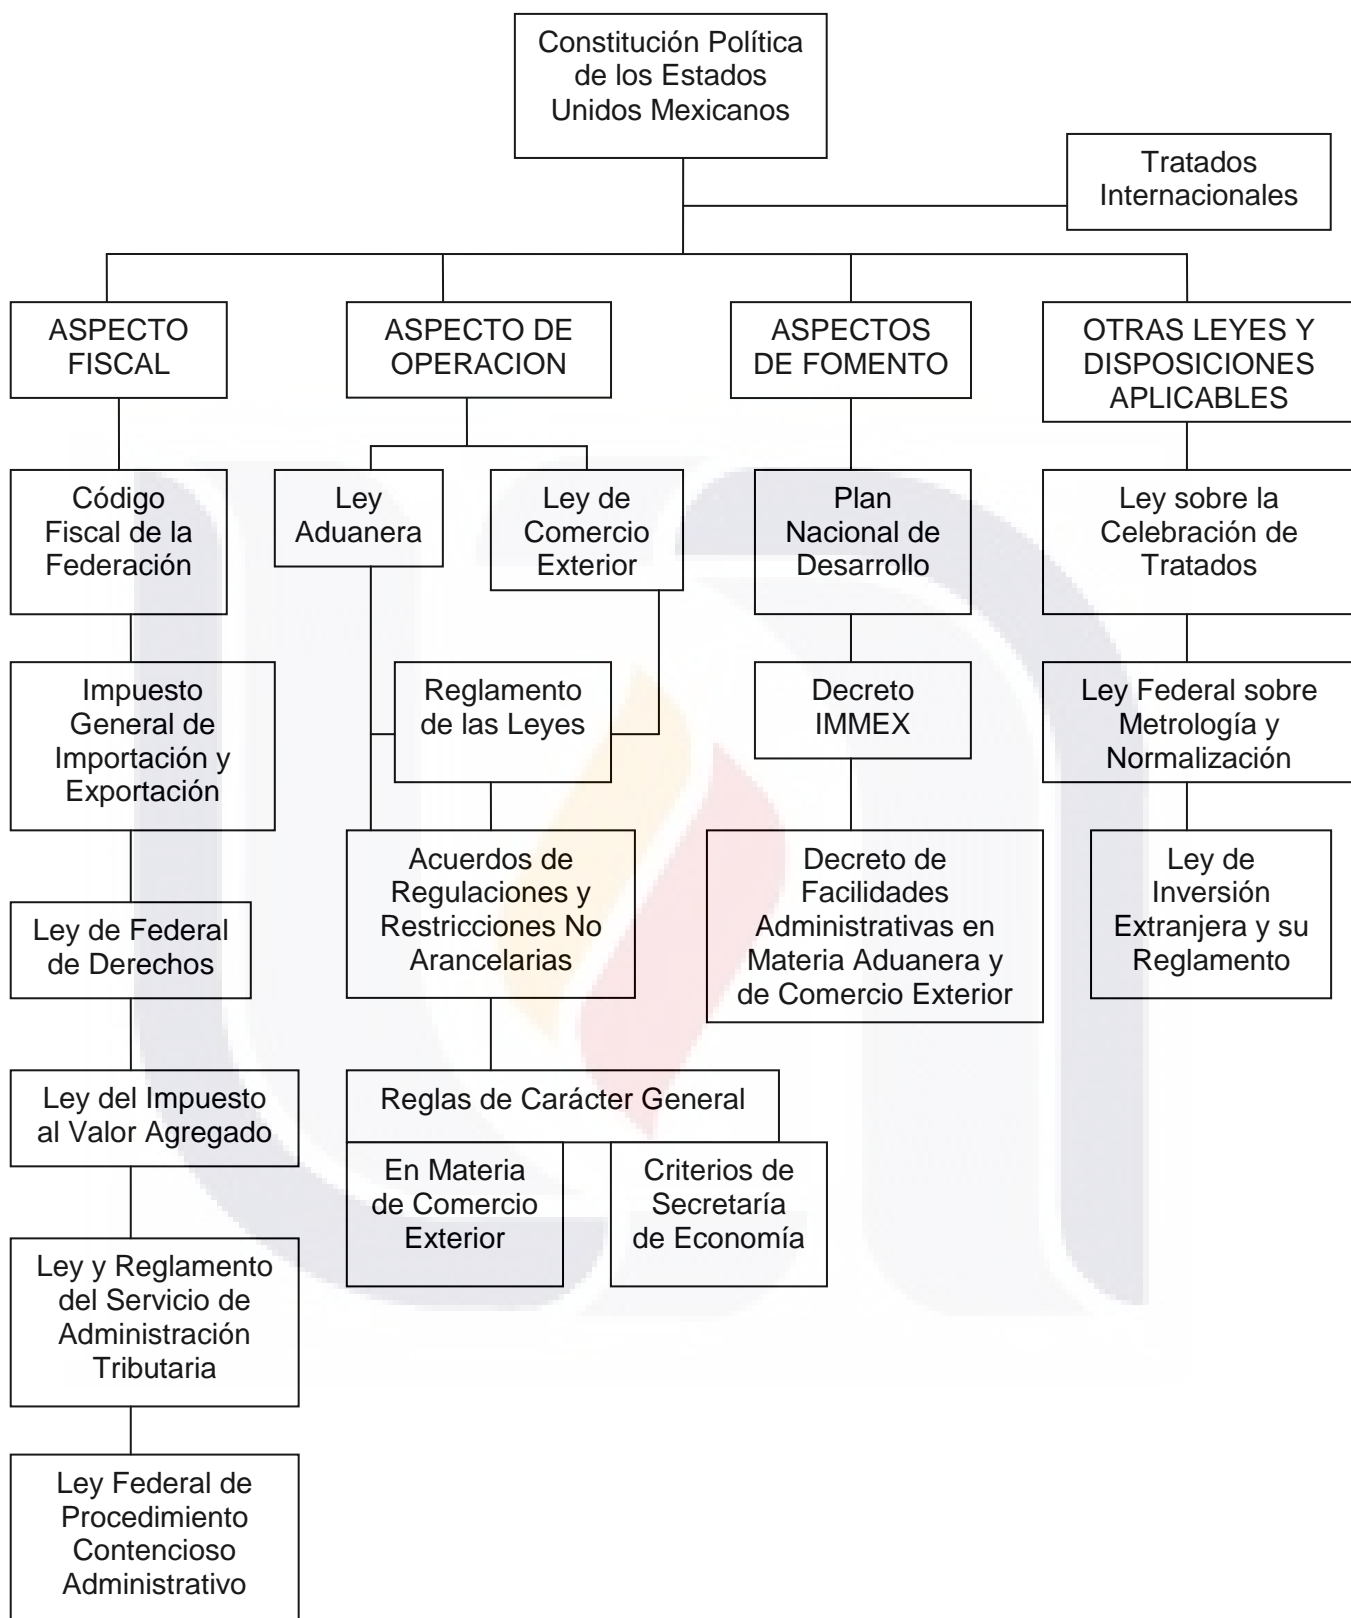 Constitución Política
de los Estados
Unidos Mexicanos
Tratados
Internacionales
ASPECTO
FISCAL
ASPECTO DE
OPERACION
ASPECTOS
DE FOMENTO
OTRAS LEYES Y
DISPOSICIONES
APLICABLES
Código
Fiscal de la
Federación
Ley
Aduanera
Ley de
Comercio
Exterior
Plan
Nacional de
Desarrollo
Ley sobre la
Celebración de
Tratados
Impuesto
General de
Importación y
Exportación
Reglamento
de las Leyes
Decreto
IMMEX
Ley Federal sobre
Metrología y
Normalización
Ley de Federal
de Derechos
Acuerdos de
Regulaciones y
Restricciones No
Arancelarias
Decreto de
Facilidades
Administrativas en
Materia Aduanera y
de Comercio Exterior
Ley de
Inversión
Extranjera y su
Reglamento
Ley del Impuesto
al Valor Agregado
Reglas de Carácter General
En Materia
de Comercio
Exterior
Criterios de
Secretaría
de Economía
Ley y Reglamento
del Servicio de
Administración
Tributaria
Ley Federal de
Procedimiento
Contencioso
Administrativo